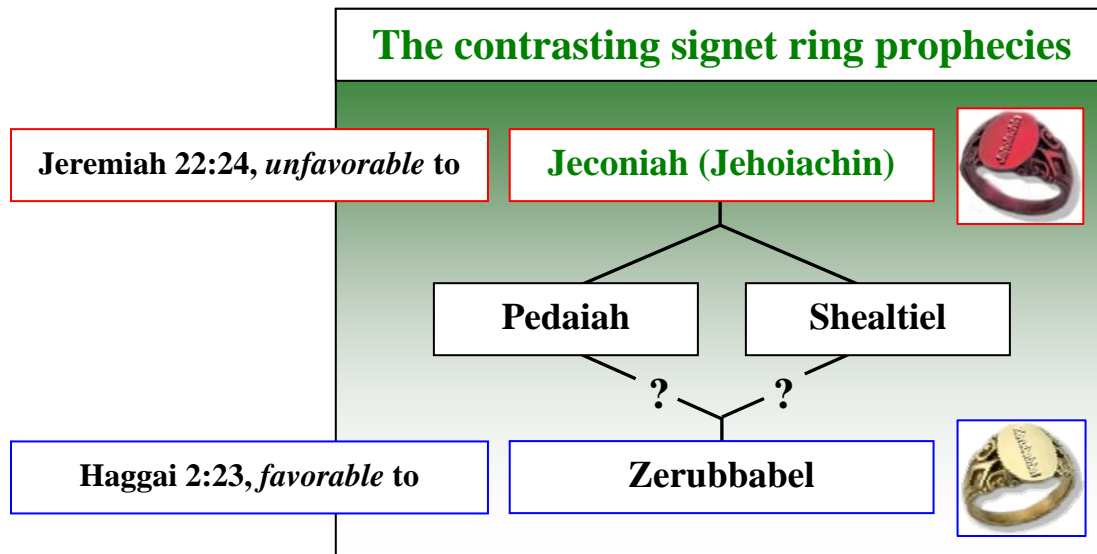 The contrasting signet ring prophecies
Jeremiah 22:24, unfavorable to
Jeconiah (Jehoiachin)
Pedaiah
Shealtiel
? ?
Haggai 2:23, favorable to
Zerubbabel
Zerubbabel